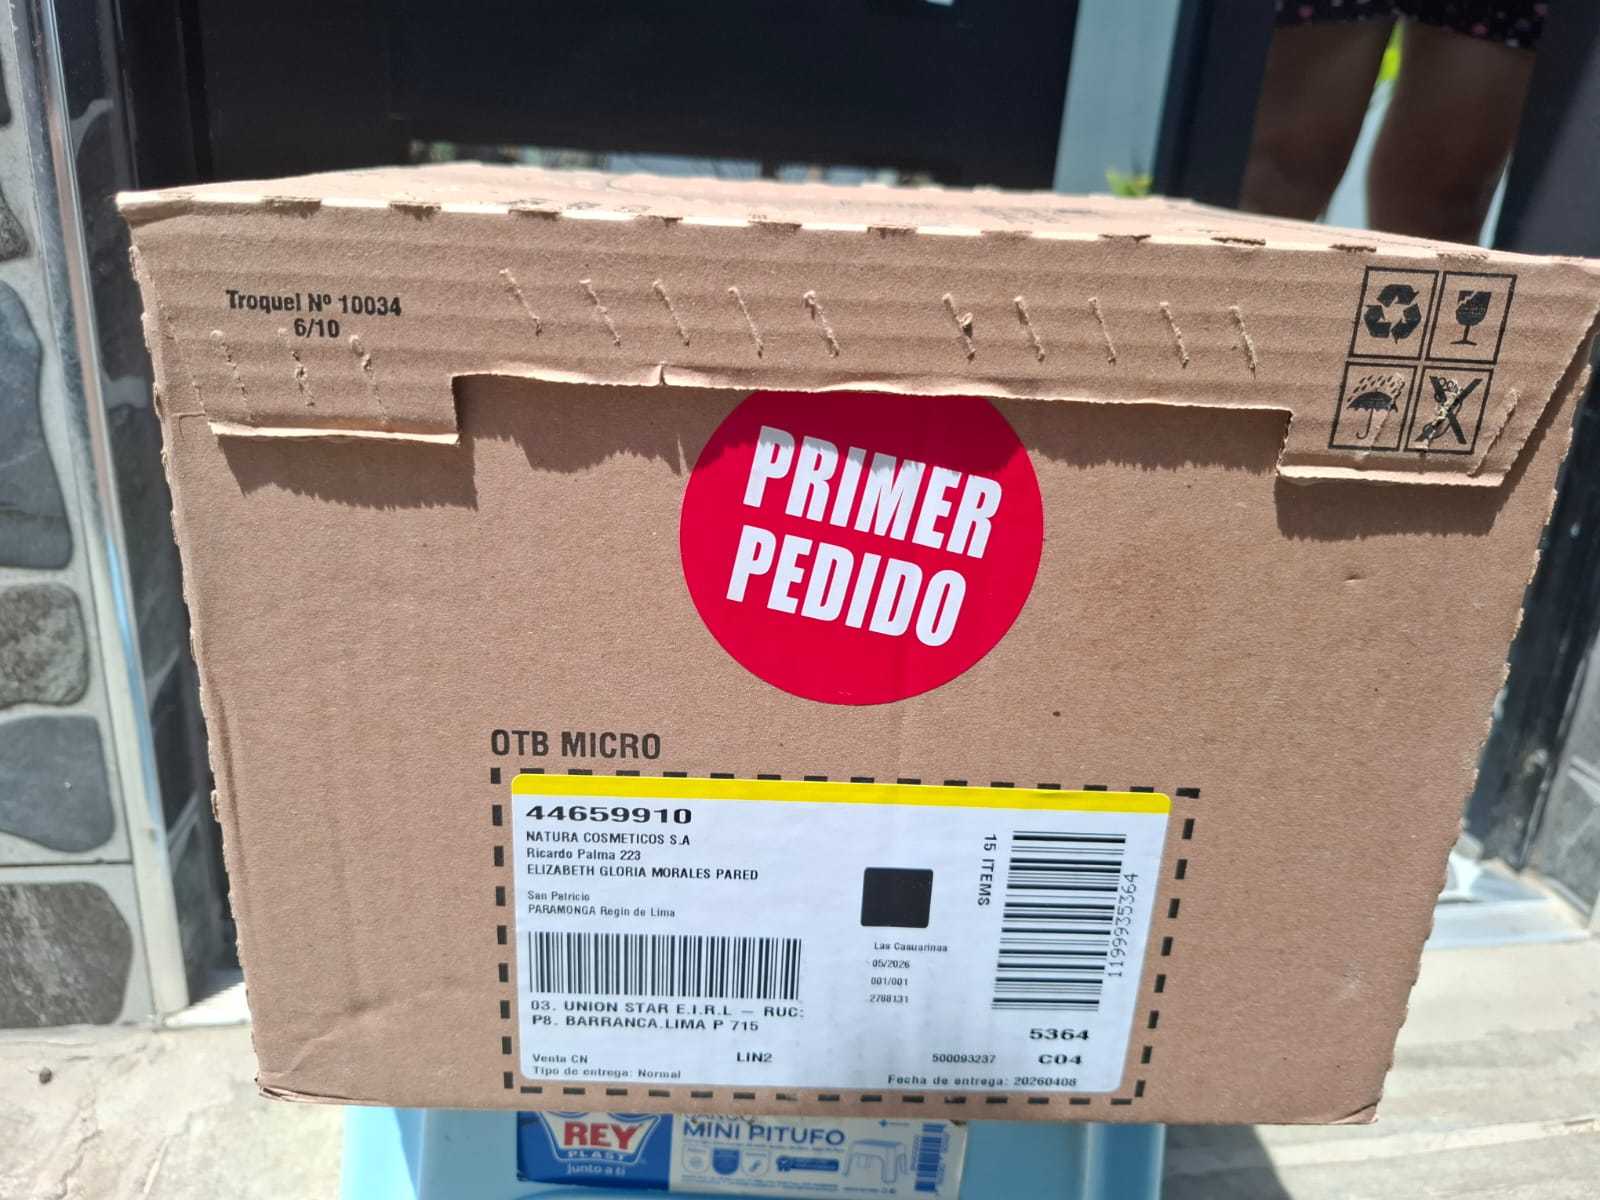 Troquel Nº 10034
6/10
PRIMER
PEDIDO
OTB MICRO
44659910
NATURA COSMETICOS S.A
Ricardo Palma 223
ELIZABETH GLORIA MORALES PARED
San Patricio
PARAMONGA Regin de Lima
03. UNION STAR E.I.R.L – RUC:
P8. BARRANCA.LIMA P 715
Venta CN
LIN2
Tipo de entrega: Normal
Las Casuarinas
05/2026
001/001
2788131
15 ITEMS
1199935364
5364
500093237
C04
Fecha de entrega: 20260408
REY
PLAST
junto a ti
MINI PITUFO